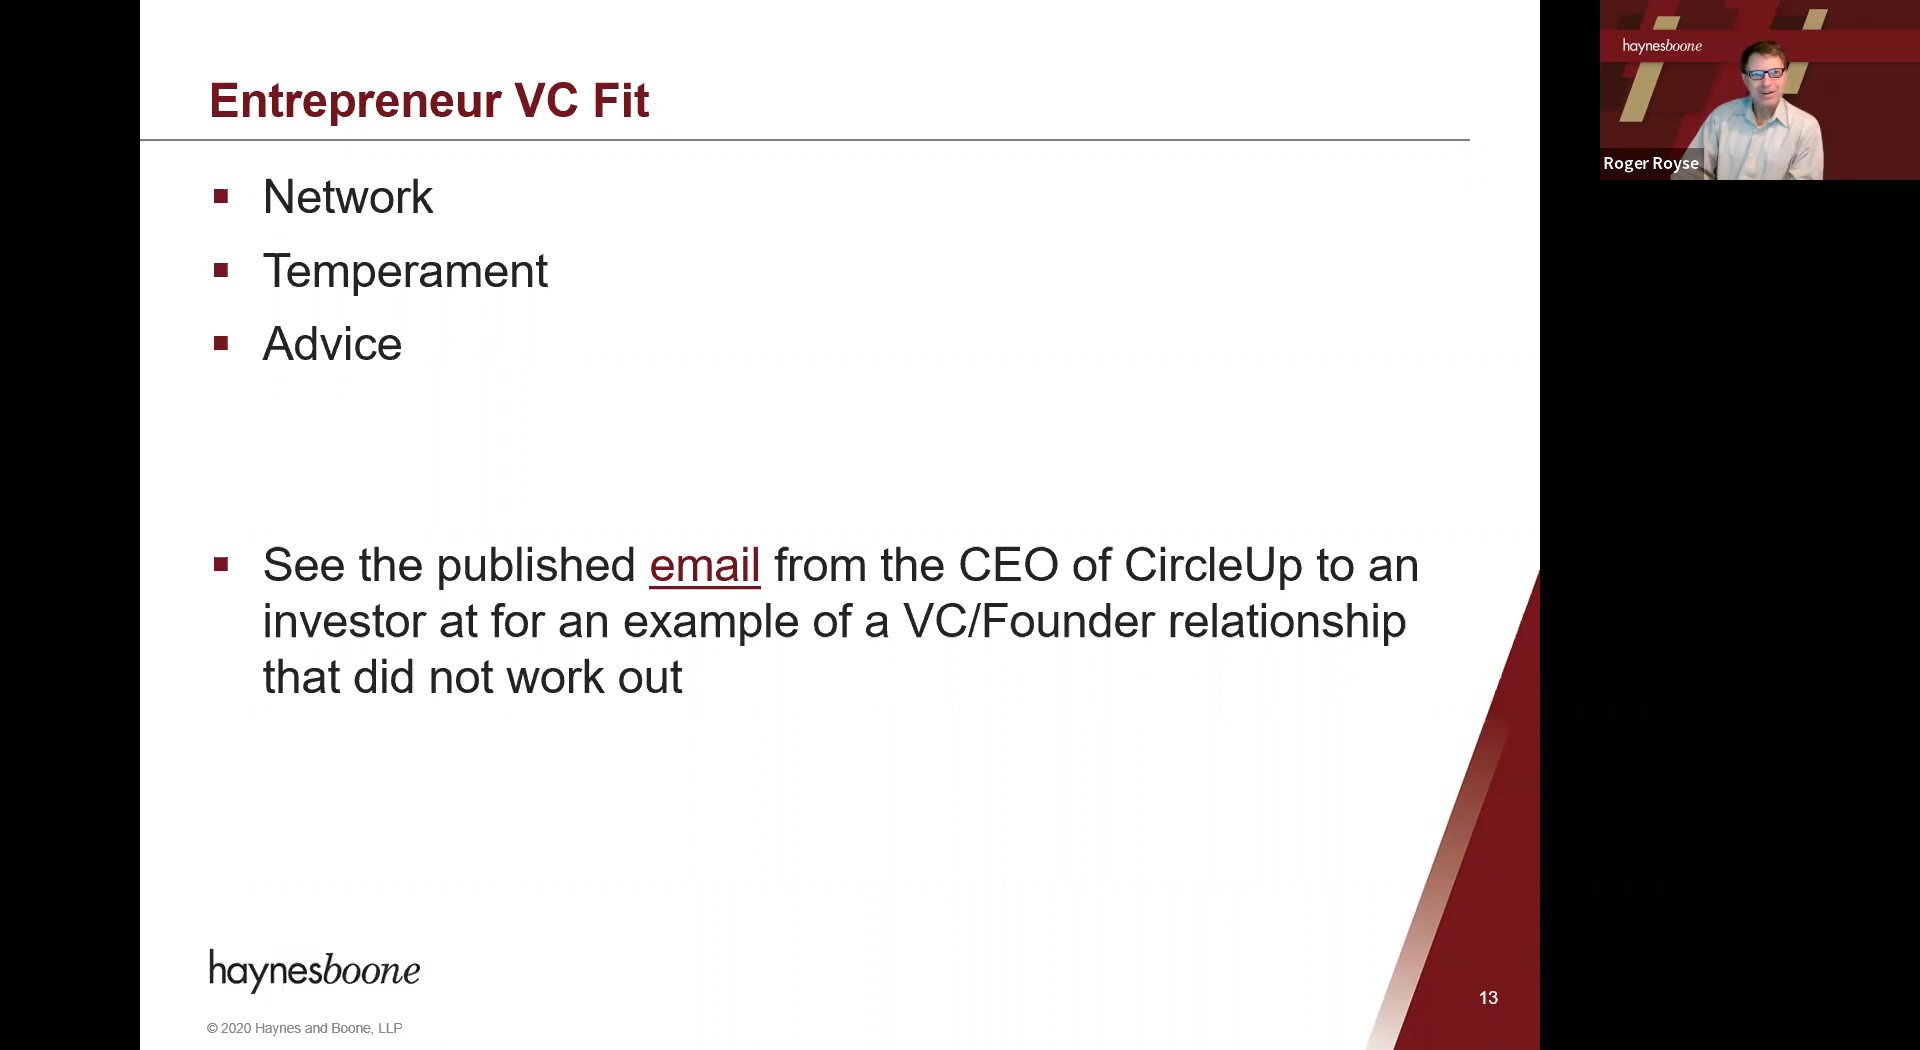 Entrepreneur VC Fit
Network
Temperament
Advice
See the published email from the CEO of CircleUp to an
investor at for an example of a VC/Founder relationship
that did not work out
haynesboone
© 2020 Haynes and Boone, LLP
13
haynesboone
Roger Royse